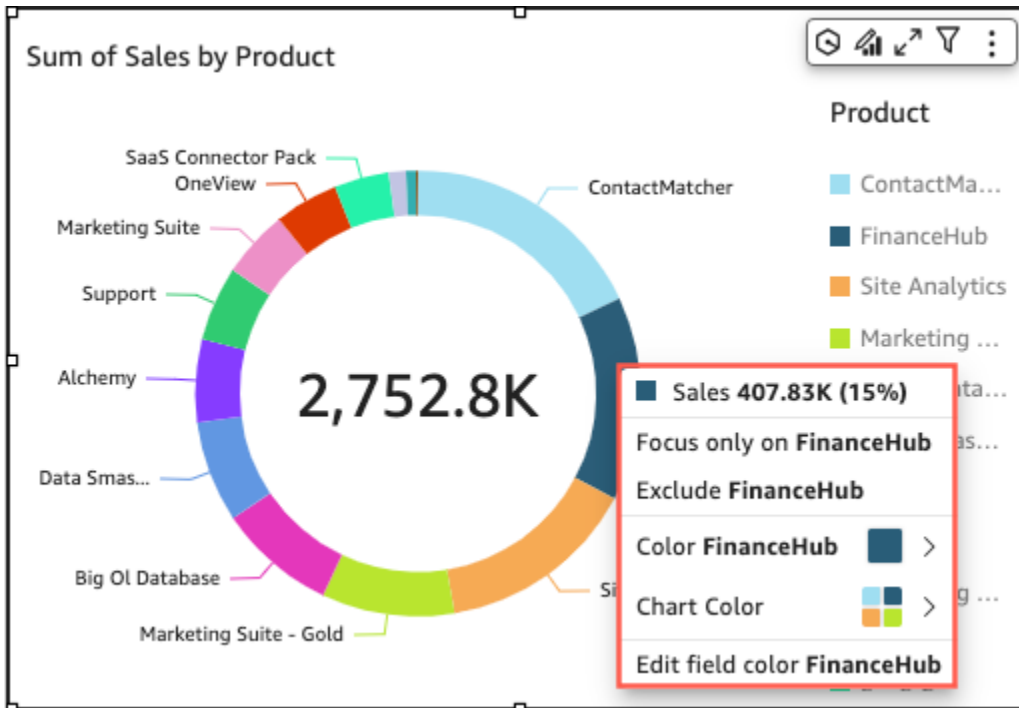 Sum of Sales by Product
Product
SaaS Connector Pack
OneView
ContactMatcher
Marketing Suite
Support
Alchemy
Data Smas...
Big Ol Database
Marketing Suite - Gold
2,752.8K
ContactMa...
FinanceHub
Site Analytics
Marketing ...
Sales 407.83K (15%)
Focus only on FinanceHub
Exclude FinanceHub
Color FinanceHub
Chart Color
Edit field color FinanceHub